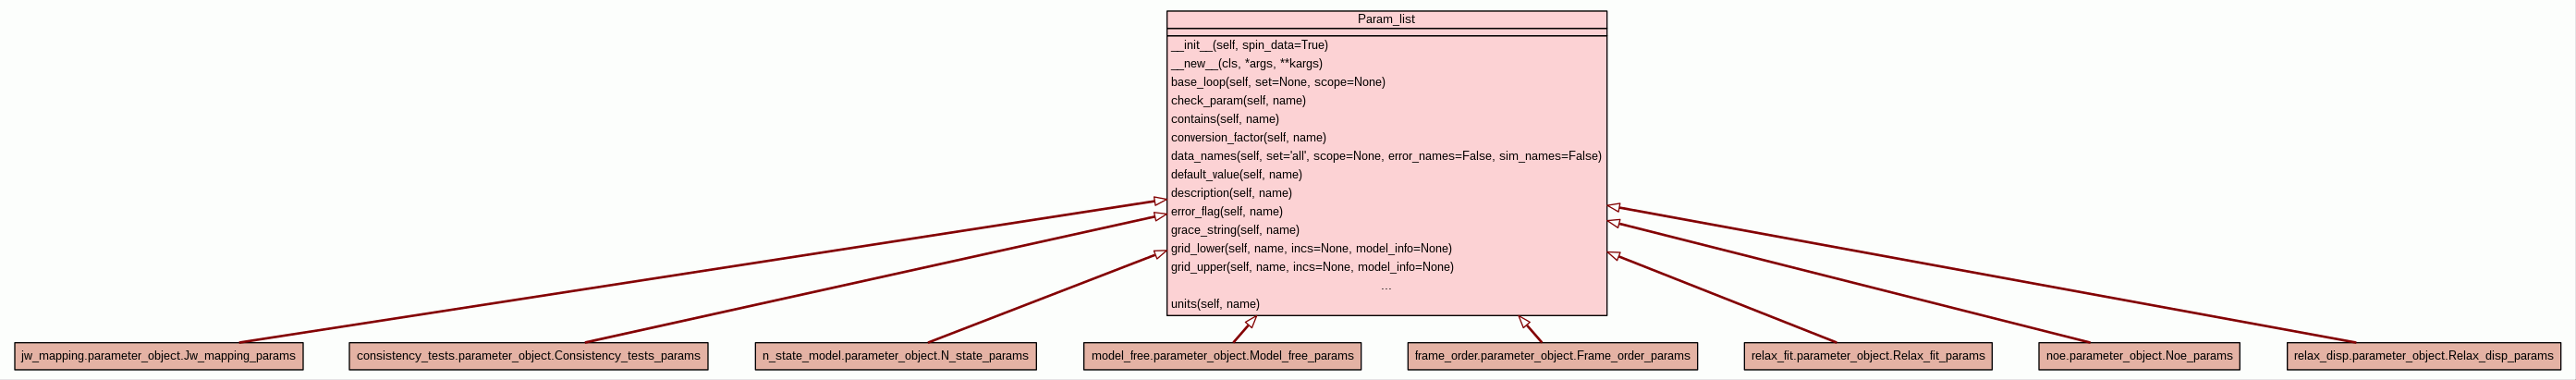 Param_list
__init__(self, spin_data=True)
__new__(cls, *args, **kargs)
base_loop(self, set=None, scope=None)
check_param(self, name)
contains(self, name)
conversion_factor(self, name)
data_names(self, set='all', scope=None, error_names=False, sim_names=False)
default_value(self, name)
description(self, name)
error_flag(self, name)
grace_string(self, name)
grid_lower(self, name, incs=None, model_info=None)
grid_upper(self, name, incs=None, model_info=None)
...
units(self, name)
jw_mapping.parameter_object.Jw_mapping_params
consistency_tests.parameter_object.Consistency_tests_params
n_state_model.parameter_object.N_state_params
model_free.parameter_object.Model_free_params
frame_order.parameter_object.Frame_order_params
relax_fit.parameter_object.Relax_fit_params
noe.parameter_object.Noe_params
relax_disp.parameter_object.Relax_disp_params